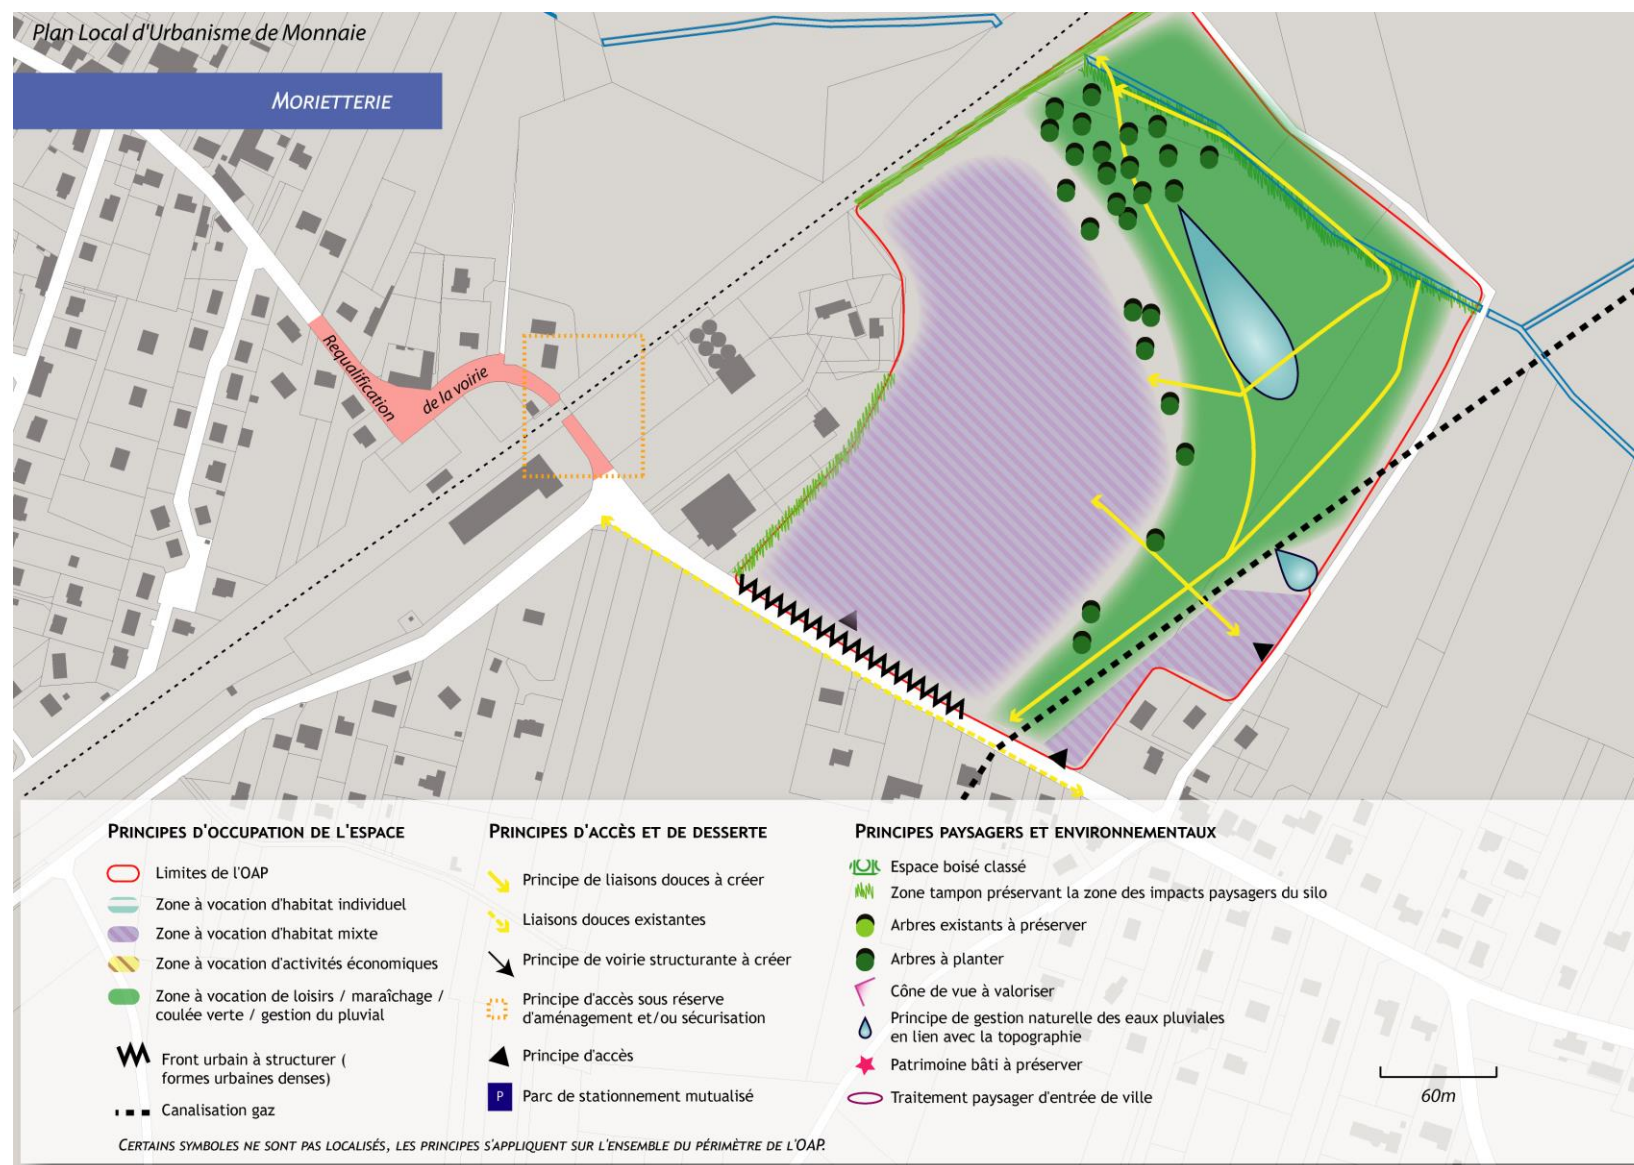 Plan Local d'Urbanisme de Monnaie
MORIETTERIE
Requalification
de la voirie
PRINCIPES D'OCCUPATION DE L'ESPACE
Limites de l'OAP
Zone à vocation d'habitat individuel
Zone à vocation d'habitat mixte
Zone à vocation d'activités économiques
Zone à vocation de loisirs / maraîchage /
coulée verte / gestion du pluvial
Front urbain à structurer (
formes urbaines denses)
Canalisation gaz
PRINCIPES D'ACCÈS ET DE DESSERTE
Principe de liaisons douces à créer
Liaisons douces existantes
Principe de voirie structurante à créer
Principe d'accès sous réserve
d'aménagement et/ou sécurisation
Principe d'accès
P
Parc de stationnement mutualisé
PRINCIPES PAYSAGERS ET ENVIRONNEMENTAUX
Espace boisé classé
Zone tampon préservant la zone des impacts paysagers du silo
Arbres existants à préserver
Arbres à planter
Cône de vue à valoriser
Principe de gestion naturelle des eaux pluviales
en lien avec la topographie
Patrimoine bâti à préserver
Traitement paysager d'entrée de ville
60m
CERTAINS SYMBOLES NE SONT PAS LOCALISÉS, LES PRINCIPES S'APPLIQUENT SUR L'ENSEMBLE DU PÉRIMÈTRE DE L'OAP.